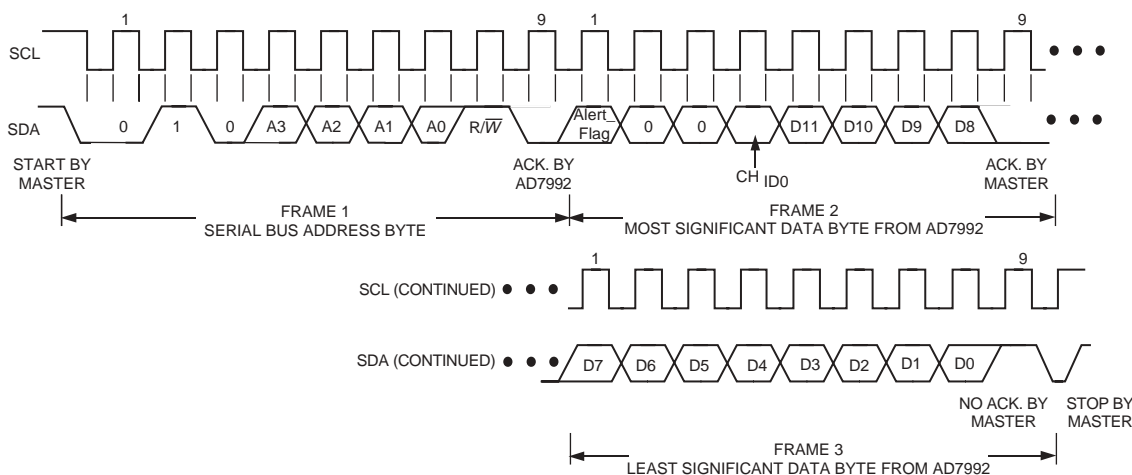 1 9 1 9
SCL
SDA
0 1 0 A3 A2 A1 A0 R/W Alert_ 0 0 D11 D10 D9 D8
Flag
START BY
MASTER
ACK. BY
AD7992
CH ID0
ACK. BY
MASTER
FRAME 1
SERIAL BUS ADDRESS BYTE
FRAME 2
MOST SIGNIFICANT DATA BYTE FROM AD7992
1 9
SCL (CONTINUED)
SDA (CONTINUED)
D7 D6 D5 D4 D3 D2 D1 D0
NO ACK. BY
MASTER
STOP BY
MASTER
FRAME 3
LEAST SIGNIFICANT DATA BYTE FROM AD7992